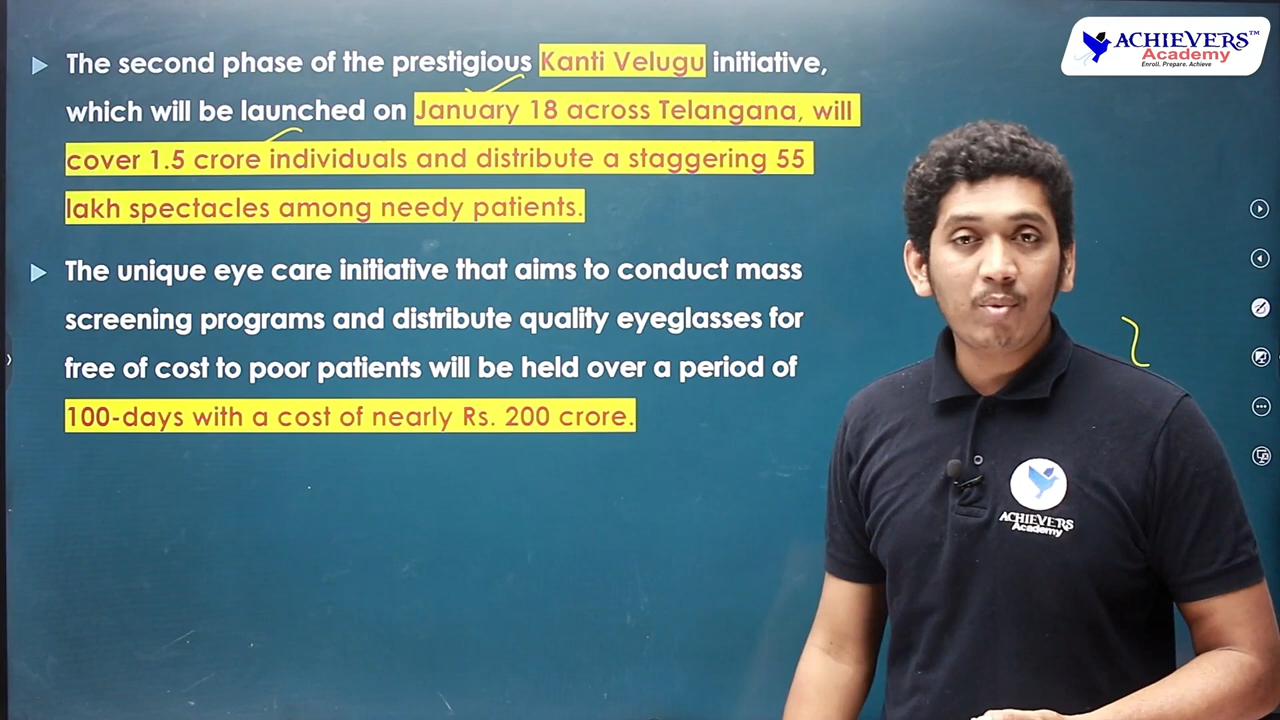 The second phase of the prestigious Kanti Velugu initiative,
which will be launched on January 18 across Telangana, will
cover 1.5 crore individuals and distribute a staggering 55
lakh spectacles among needy patients.
The unique eye care initiative that aims to conduct mass
screening programs and distribute quality eyeglasses for
free of cost to poor patients will be held over a period of
100-days with a cost of nearly Rs. 200 crore.
ACHIEVERS™
Academy
Enroll. Prepare. Achieve
ACHIEVERS
Academy